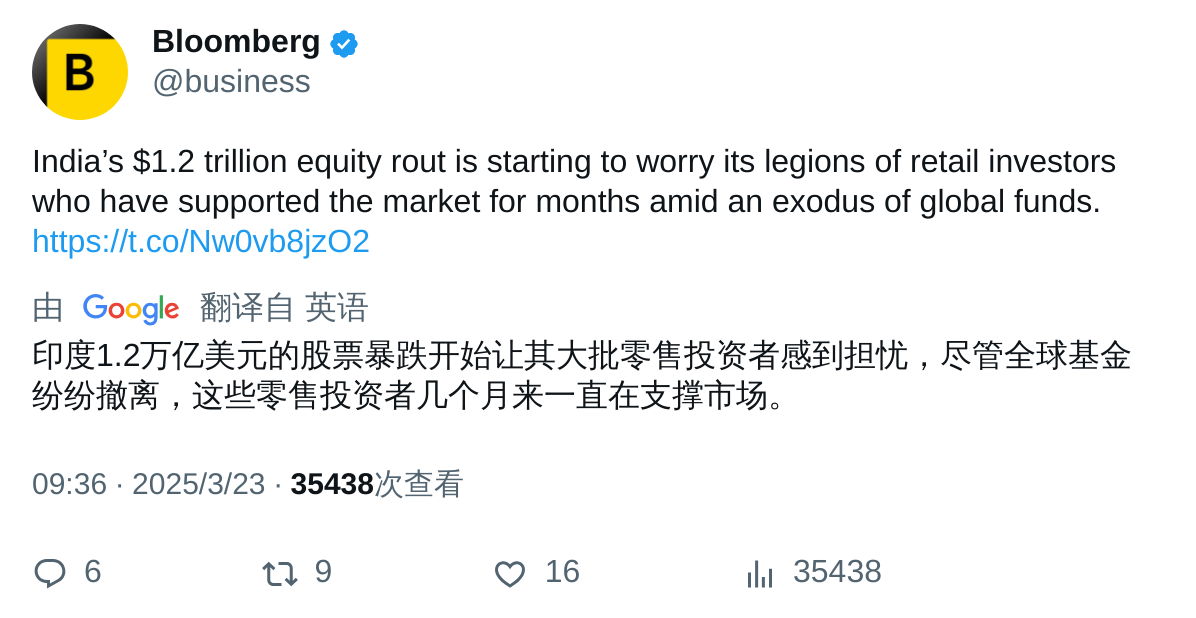 B
Bloomberg
@business
India’s $1.2 trillion equity rout is starting to worry its legions of retail investors
who have supported the market for months amid an exodus of global funds.
https://t.co/Nw0vb8jzO2
由 Google 翻译自 英语
印度1.2万亿美元的股票暴跌开始让其大批零售投资者感到担忧，尽管全球基金
纷纷撤离，这些零售投资者几个月来一直在支撑市场。
09:36 · 2025/3/23 · 35438次查看
6 9 16 35438